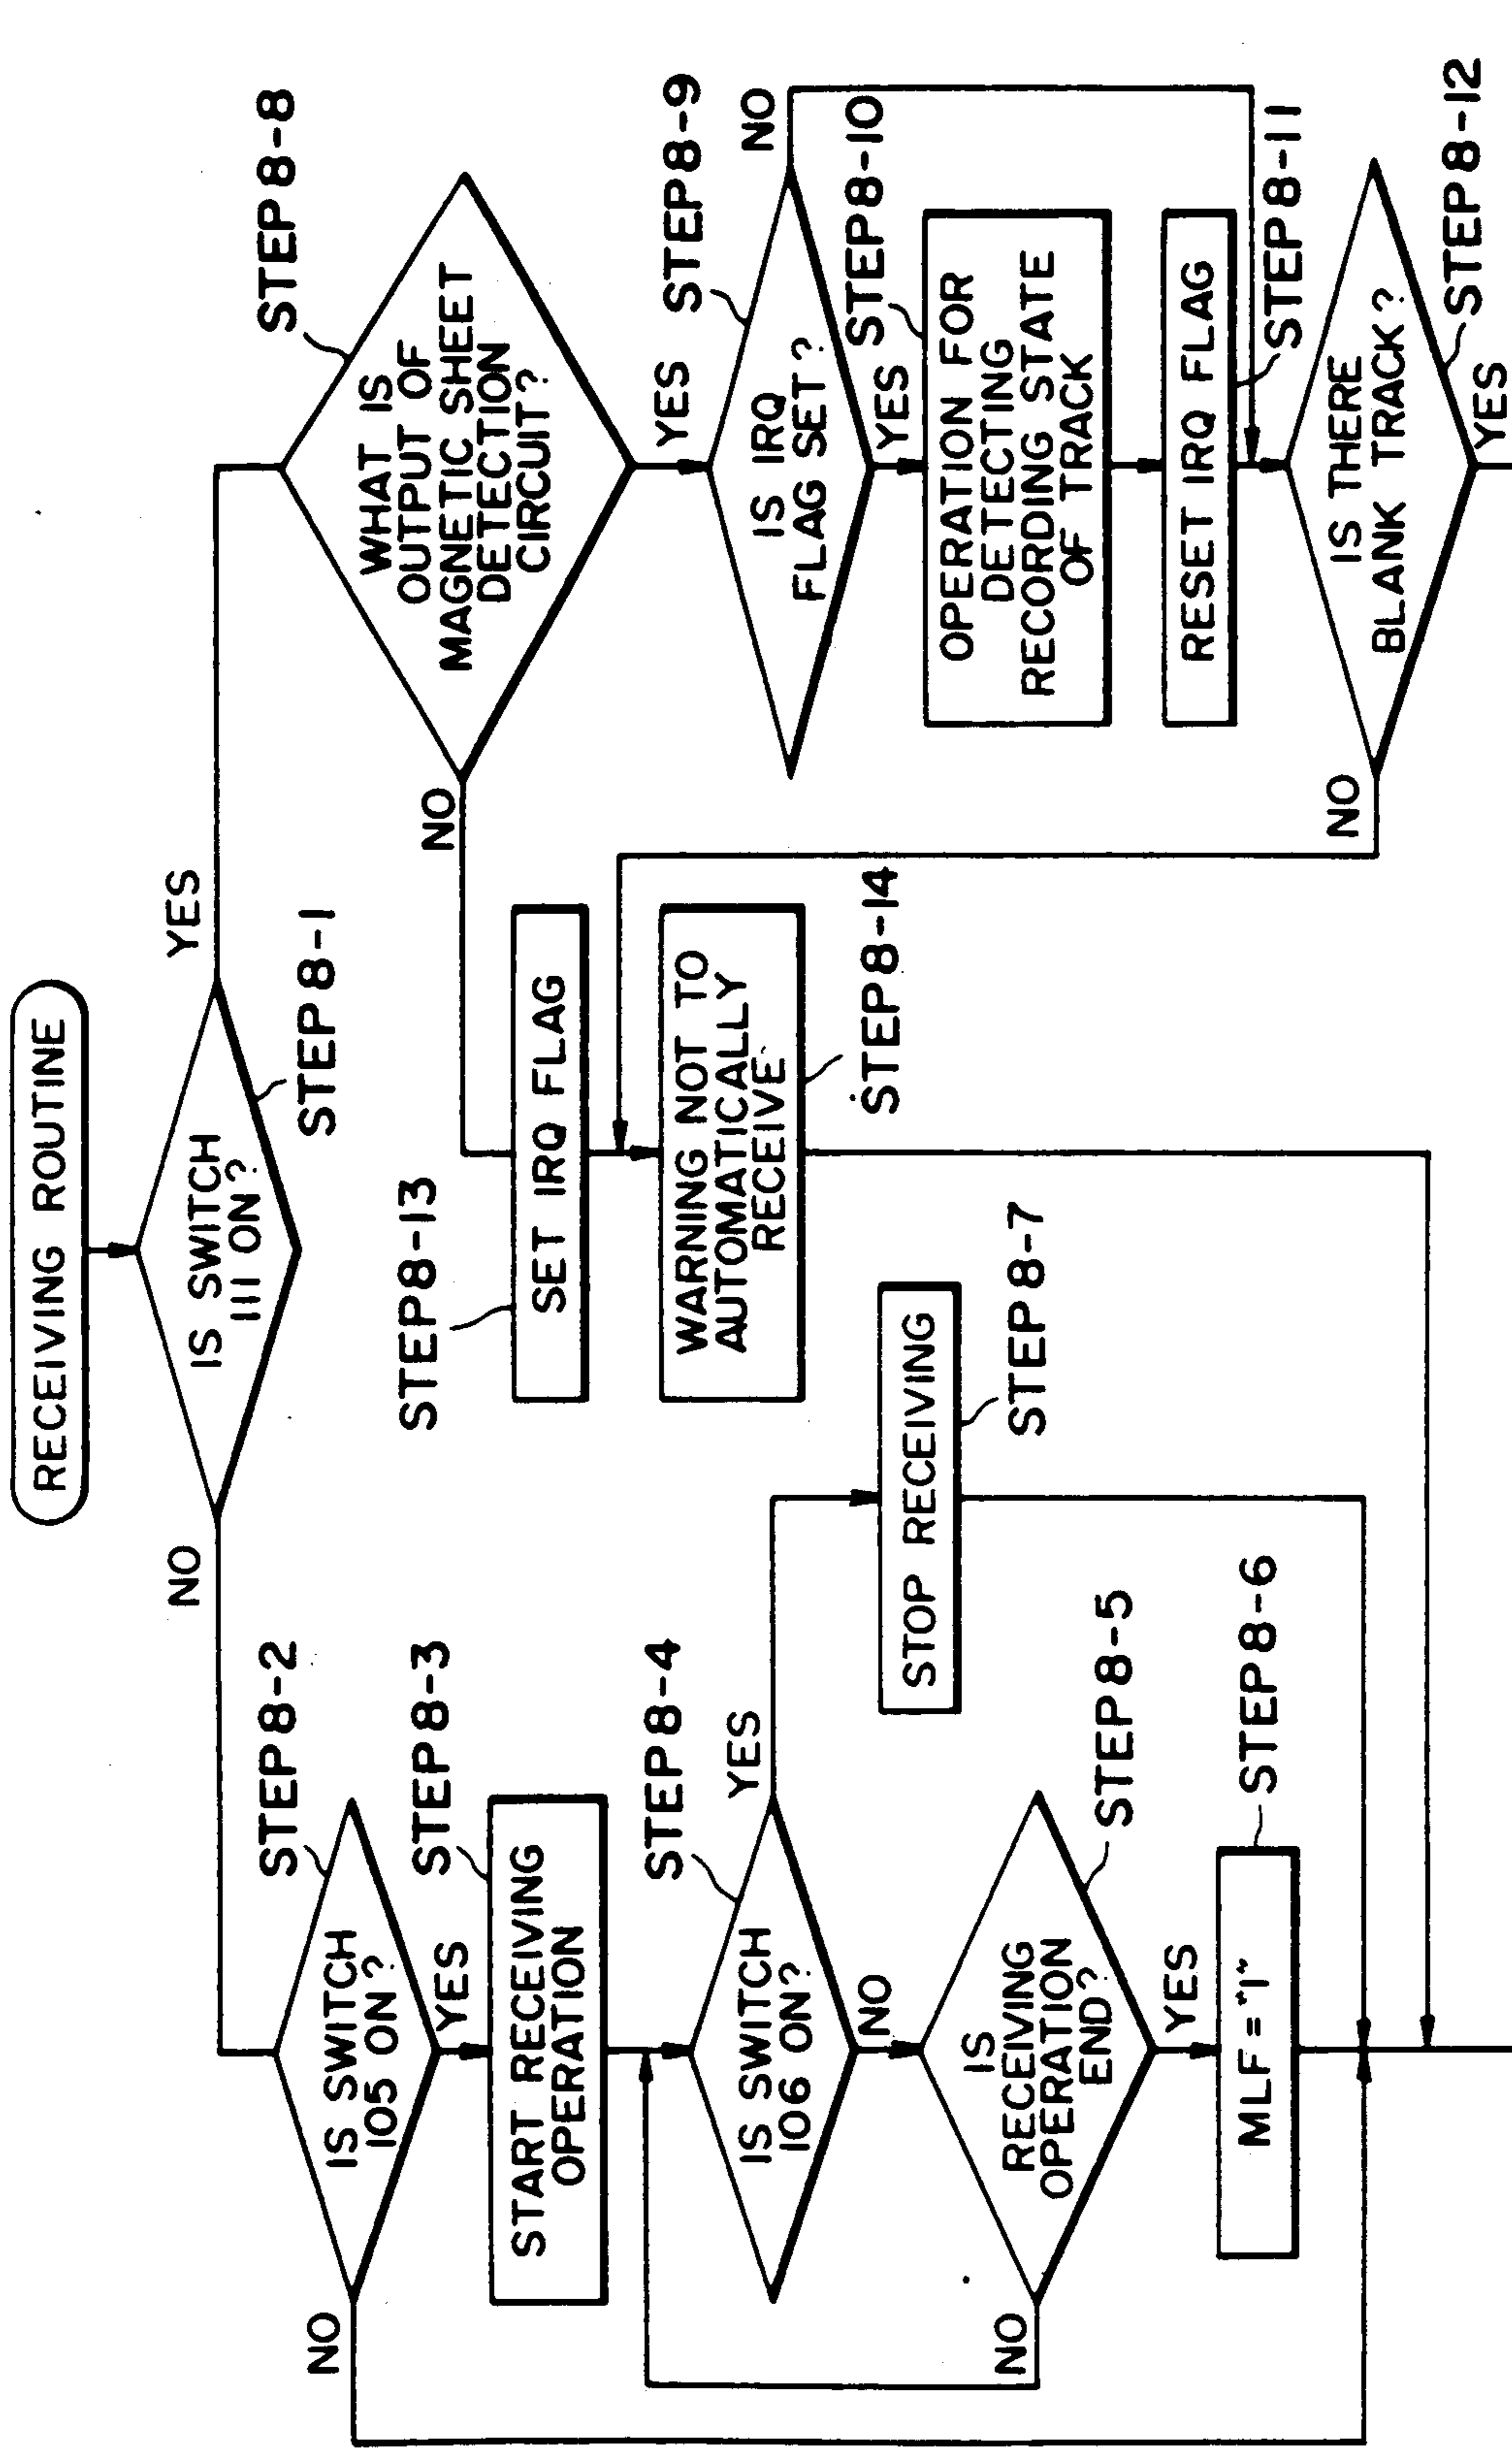 RECEIVING ROUTINE
IS SWITCH
111 ON?
STEP 8-1
NO
YES
STEP 8-2
IS SWITCH
105 ON?
NO
YES
STEP 8-3
START RECEIVING
OPERATION
STEP 8-4
IS SWITCH
106 ON?
YES
NO
IS
RECEIVING
OPERATION
END?
STEP 8-5
NO
YES
MLF="1"
STEP 8-6
STOP RECEIVING
STEP 8-7
STEP 8-8
WHAT IS
OUTPUT OF
MAGNETIC SHEET
DETECTION
CIRCUIT?
NO
YES
STEP 8-9
IS IRQ
FLAG SET?
NO
YES
STEP 8-10
OPERATION FOR
DETECTING
RECORDING STATE
OF TRACK
RESET IRQ FLAG
STEP 8-11
IS THERE
BLANK TRACK?
STEP 8-12
NO
YES
STEP 8-13
SET IRQ FLAG
WARNING NOT TO
AUTOMATICALLY
RECEIVE
STEP 8-14